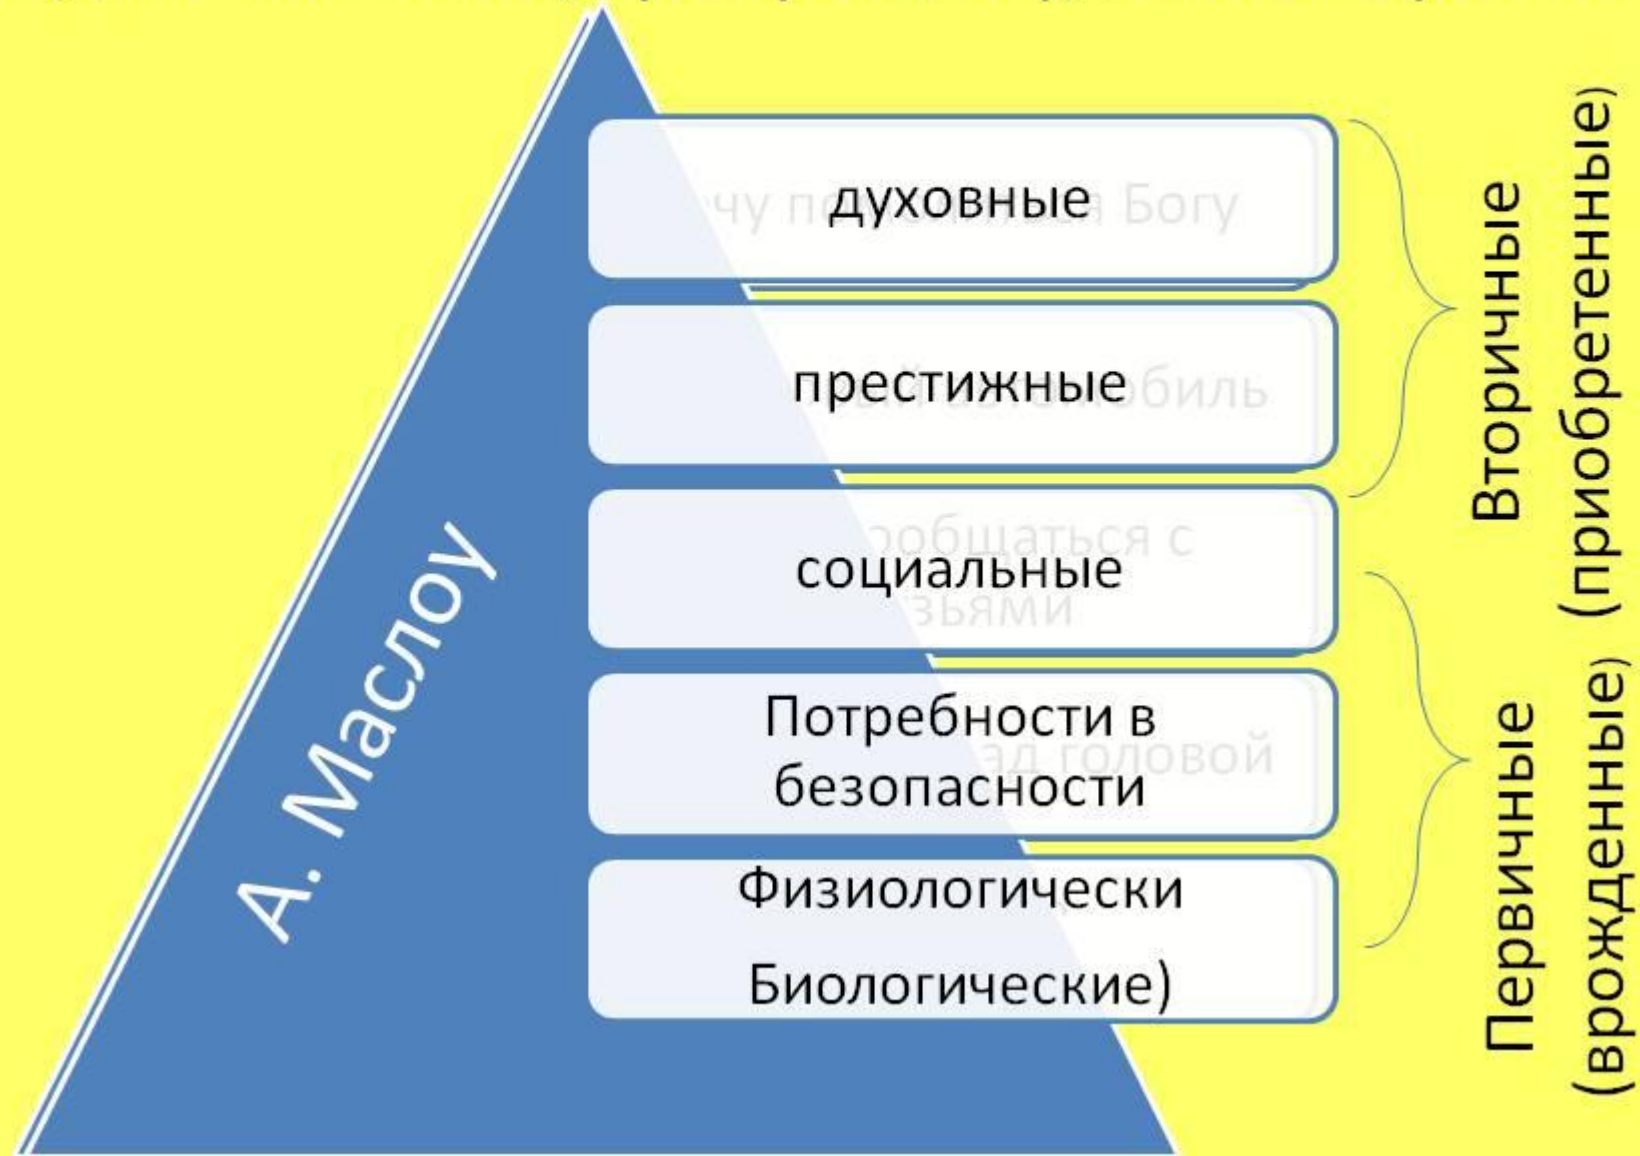 духовные
престижные
социальные
Потребности в
безопасности
Физиологически
Биологические)
А. Маслоу
Вторичные
(приобретенные)
Первичные
(врожденные)